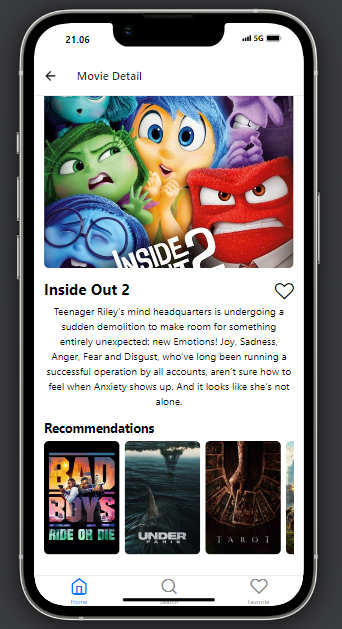 21.06
5G
Movie Detail
INSIDE
OUT 2
Inside Out 2
Teenager Riley's mind headquarters is undergoing a
sudden demolition to make room for something
entirely unexpected: new Emotions! Joy, Sadness,
Anger, Fear and Disgust, who've long been running a
successful operation by all accounts, aren't sure how to
feel when Anxiety shows up. And it looks like she's not
alone.
Recommendations
BAD
BOYS
RIDE OR DIE
UNDER
PARIS
TAROT
Home
Search
Favorite